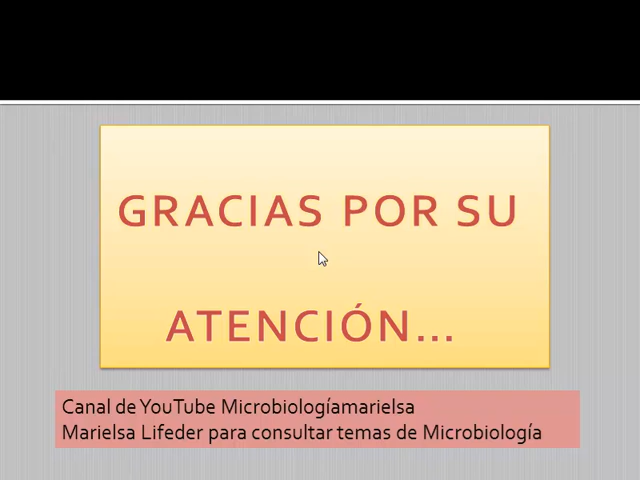 GRACIAS POR SU
ATENCIÓN...
Canal de YouTube Microbiologíamarielsa
Marielsa Lifeder para consultar temas de Microbiología